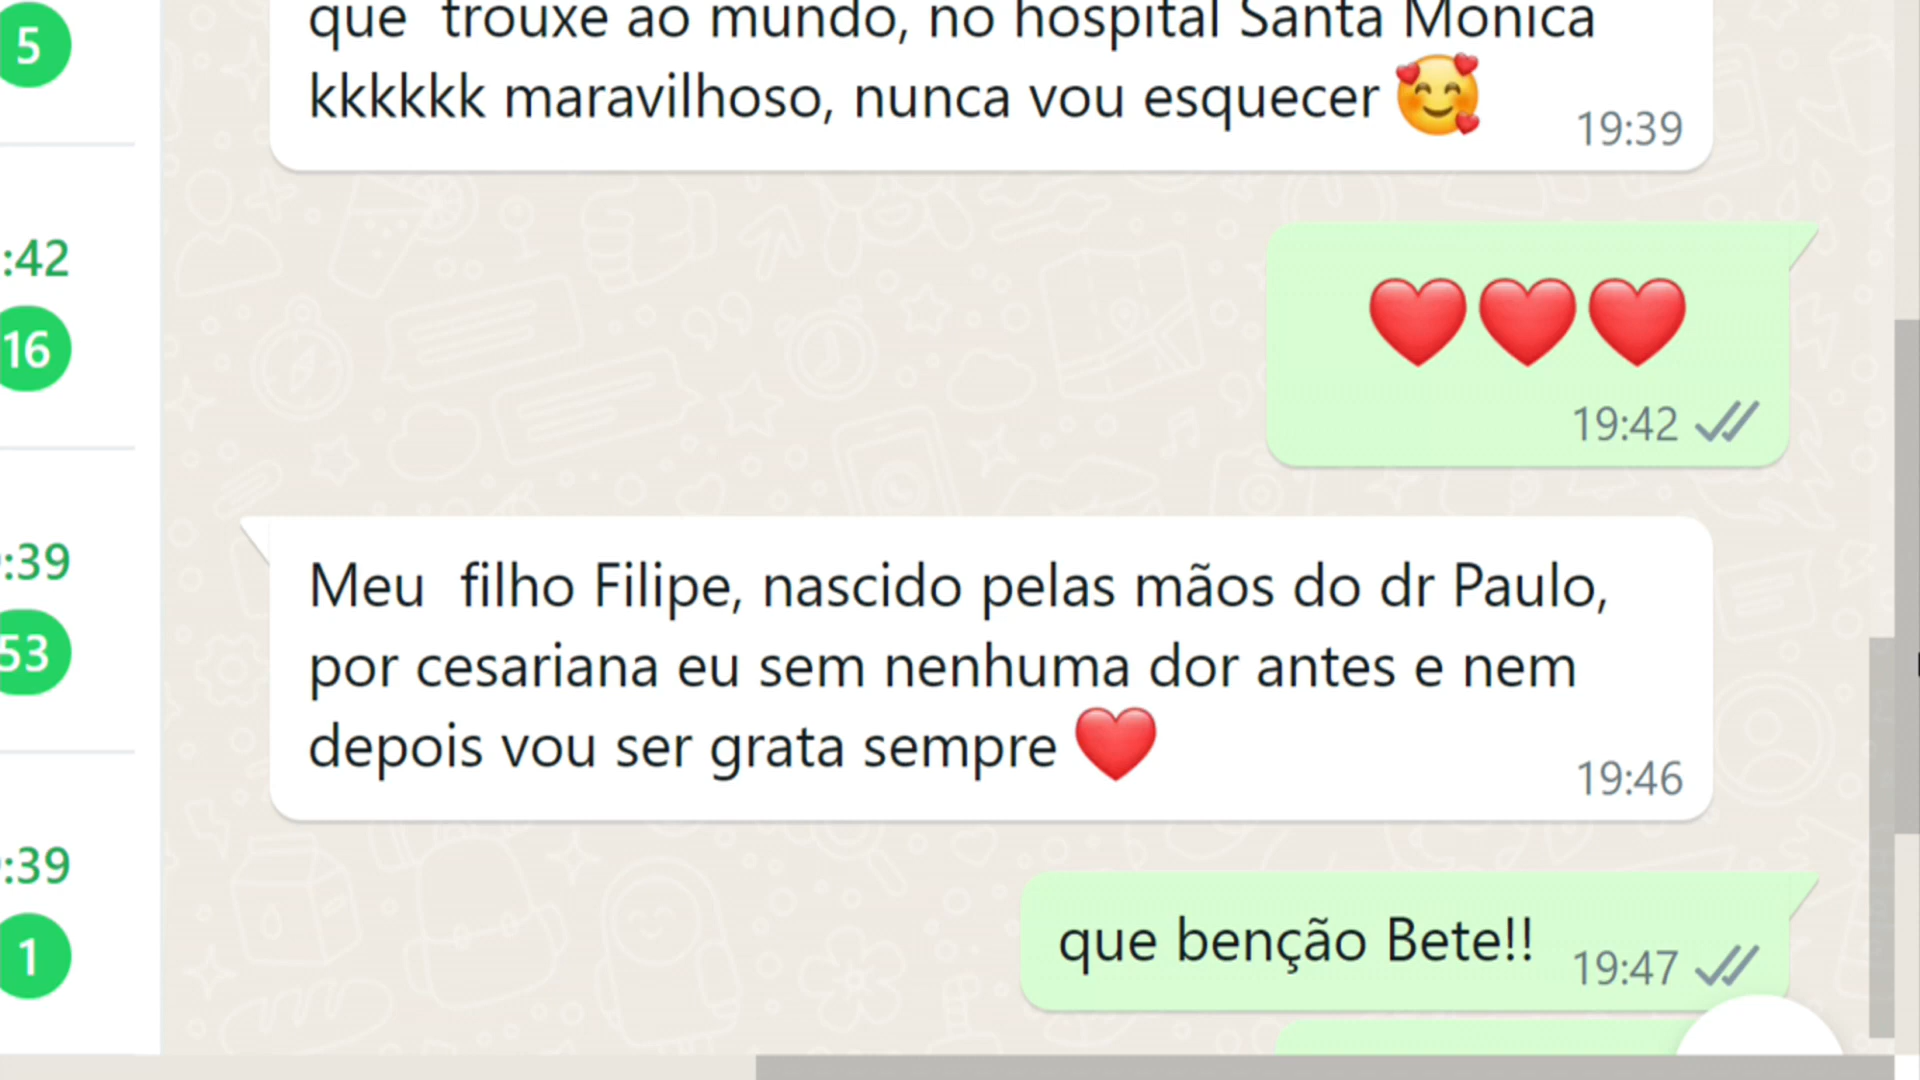 5
que trouxe ao mundo, no hospital Santa Monica
kkkkkk maravilhoso, nunca vou esquecer 🥰
19:39
:42
16
❤️❤️❤️
19:42
:39
53
Meu filho Filipe, nascido pelas mãos do dr Paulo,
por cesariana eu sem nenhuma dor antes e nem
depois vou ser grata sempre ❤️
19:46
:39
1
que benção Bete!!
19:47